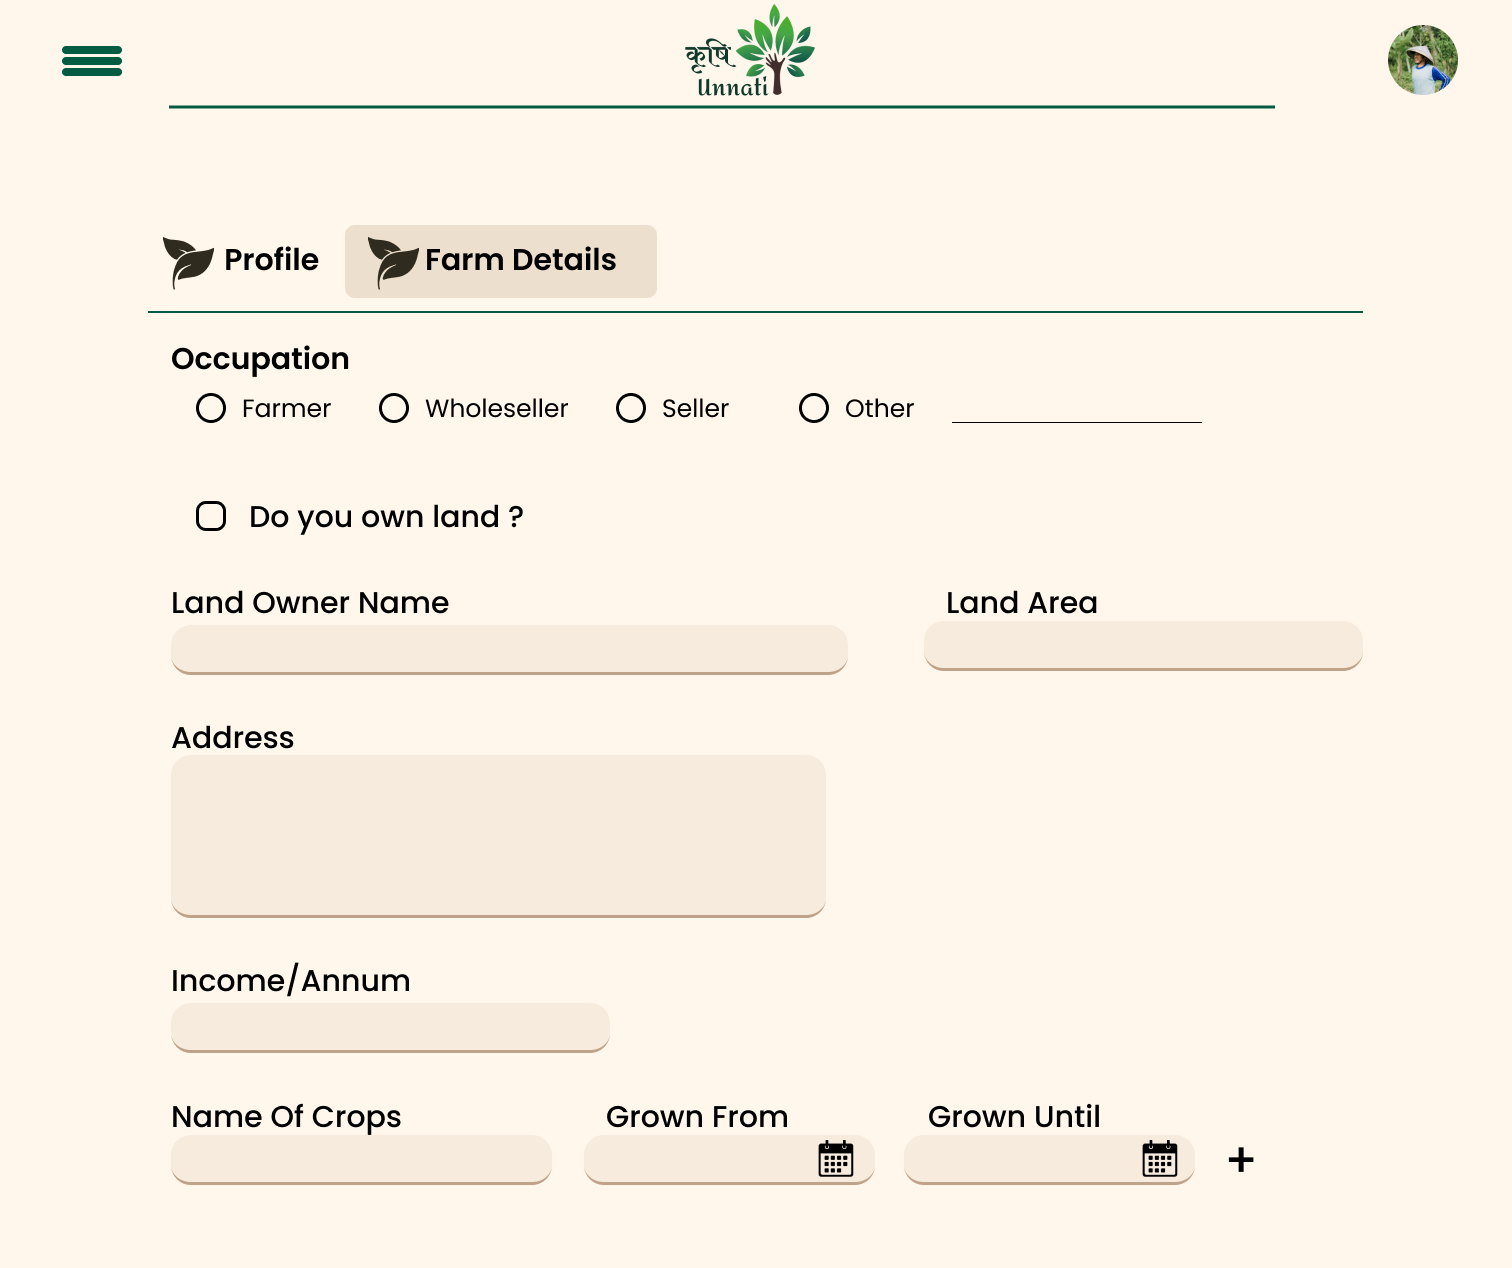 कृषि
Unnati
Profile
Farm Details
Occupation
Farmer Wholeseller Seller Other
Do you own land ?
Land Owner Name Land Area
Address
Income/Annum
Name Of Crops Grown From Grown Until
+